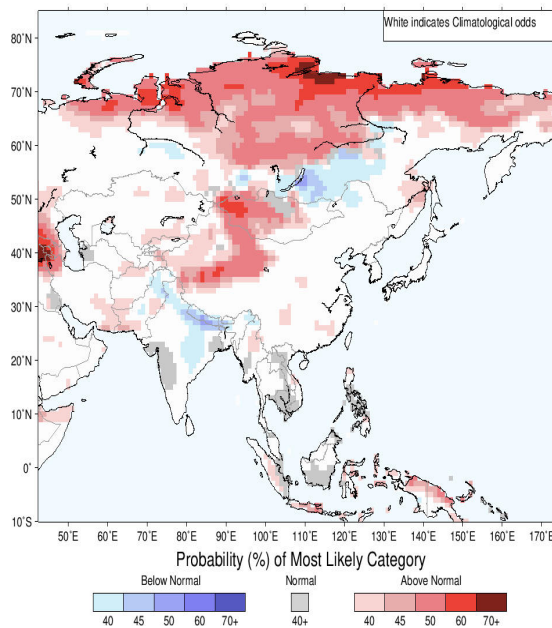 White indicates Climatological odds
80°N
70°N
60°N
50°N
40°N
30°N
20°N
10°N
0°
10°S
50°E 60°E 70°E 80°E 90°E 100°E 110°E 120°E 130°E 140°E 150°E 160°E 170°E
Probability (%) of Most Likely Category
Below Normal Normal Above Normal
40 45 50 60 70+ 40+ 40 45 50 60 70+